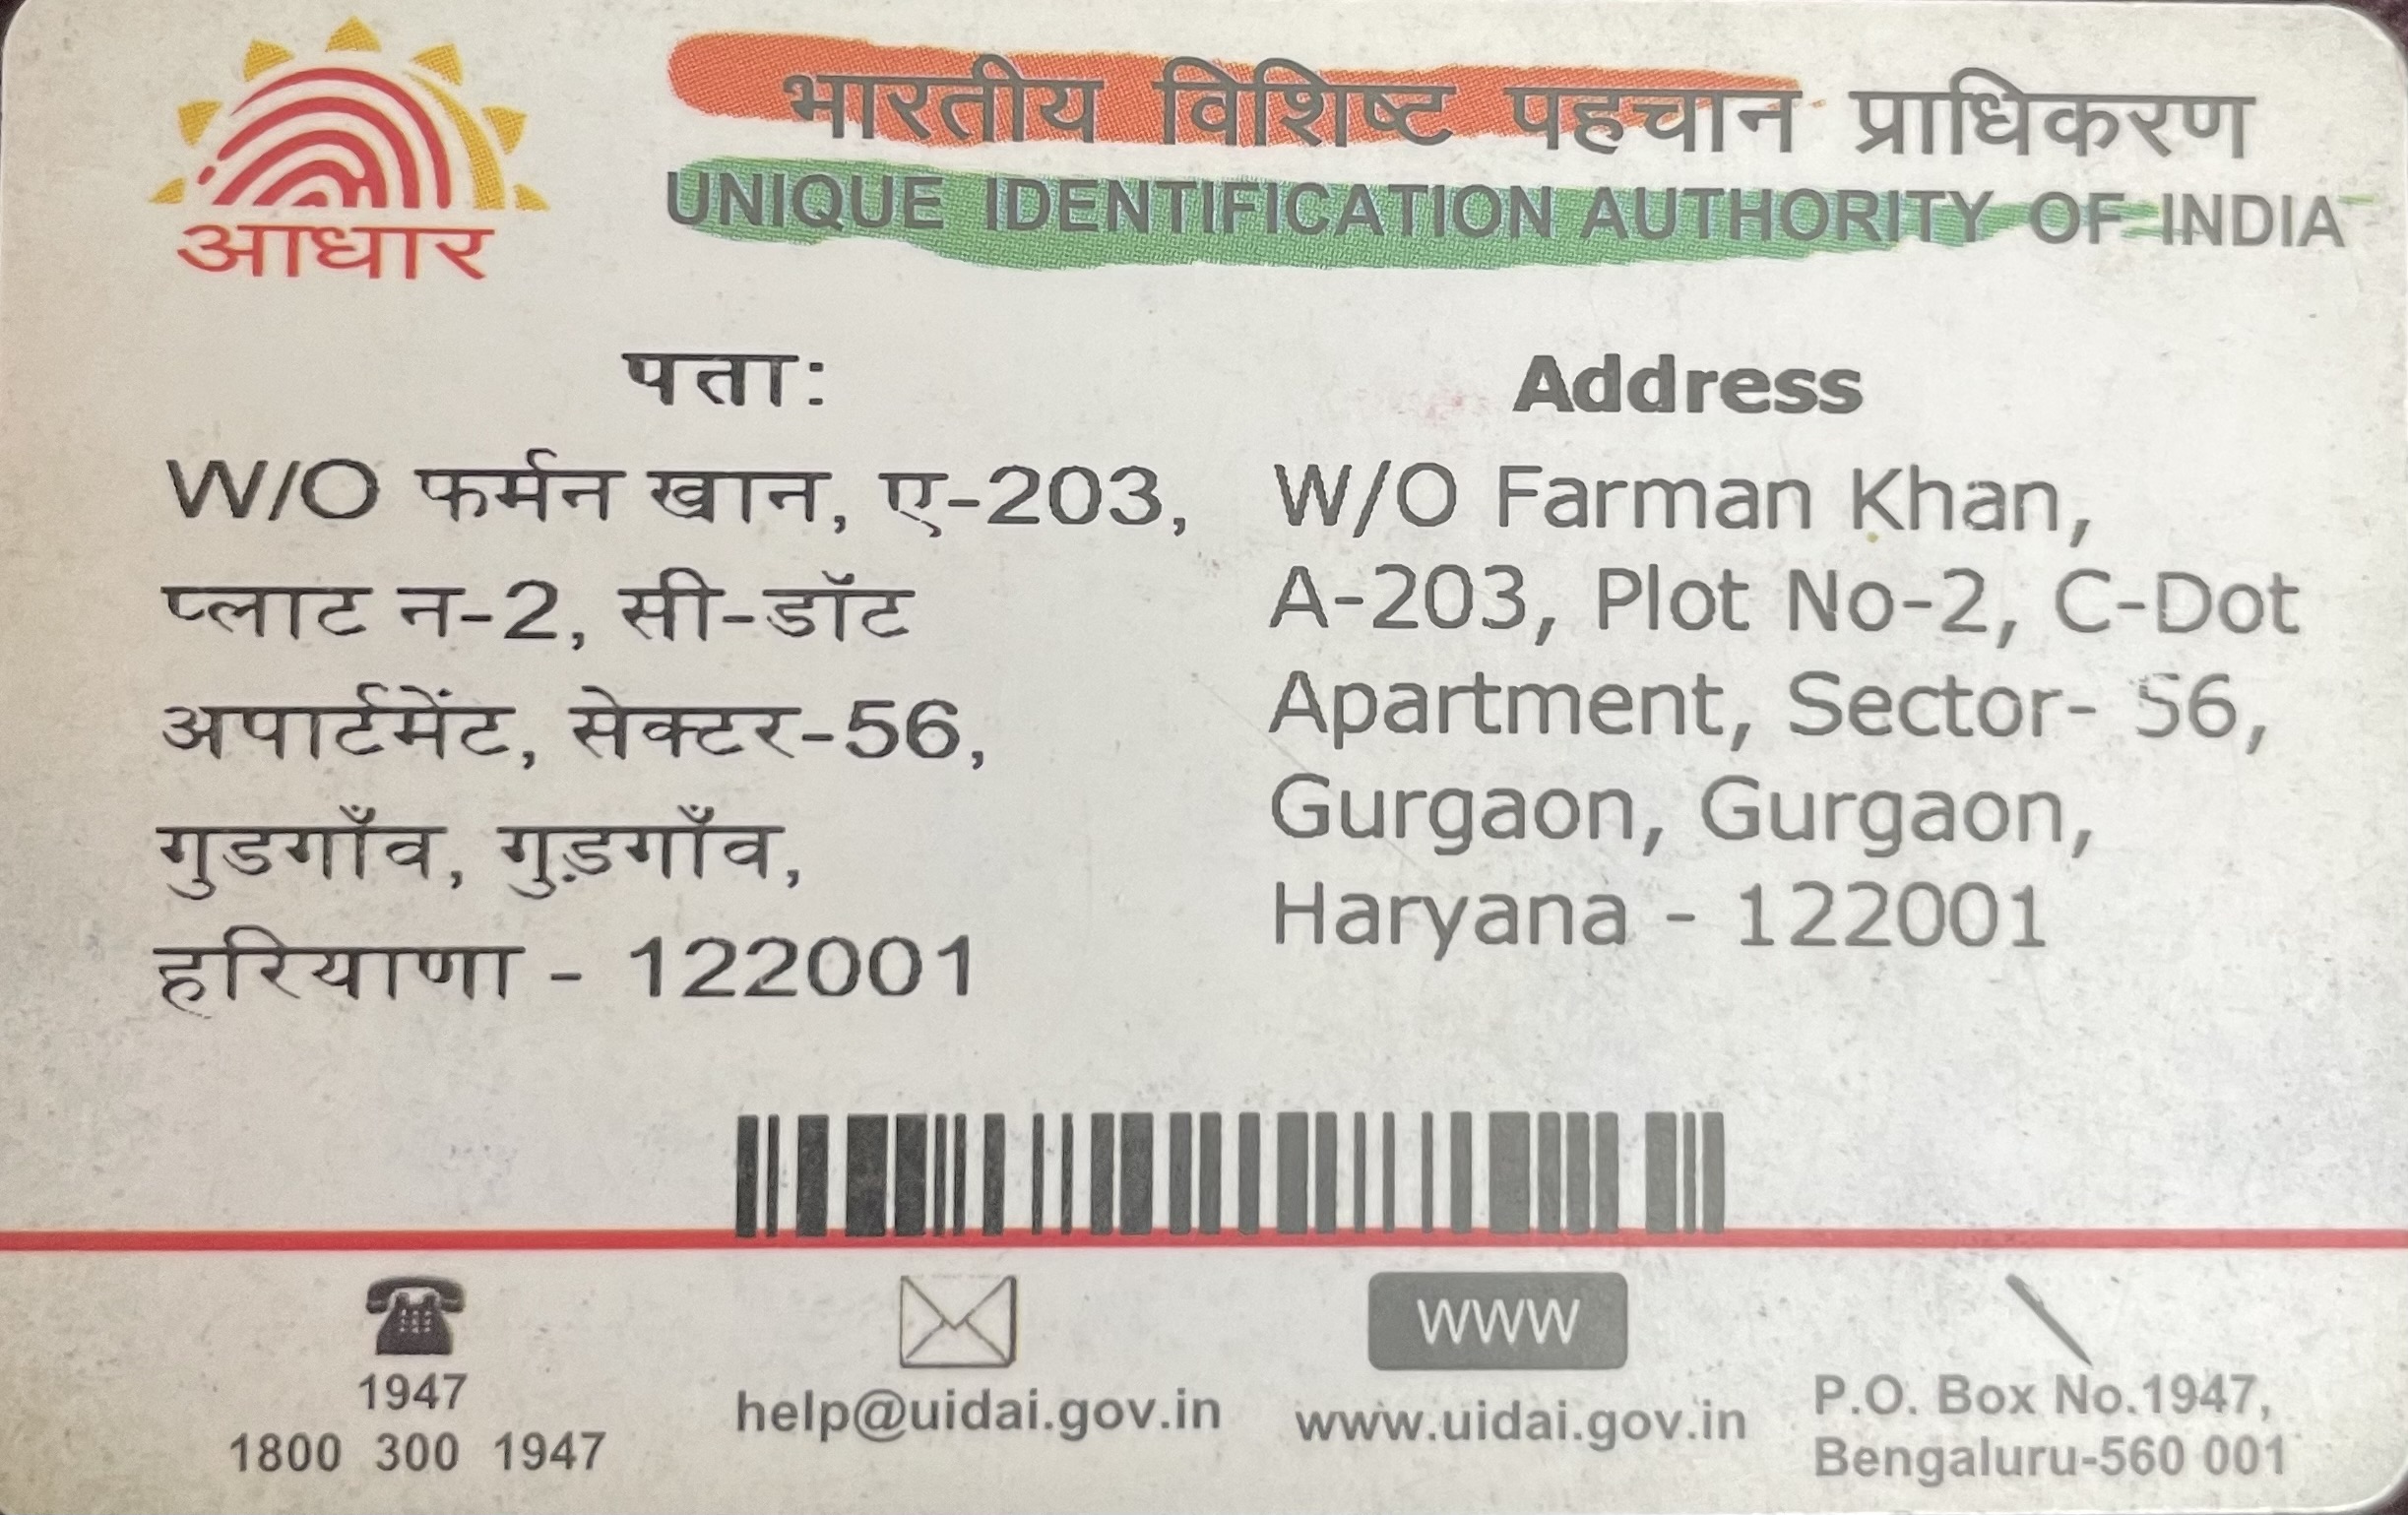 आधार
भारतीय विशिष्ट पहचान प्राधिकरण
UNIQUE IDENTIFICATION AUTHORITY OF INDIA
पता:
W/O फर्मन खान, ए-203,
प्लाट न-2, सी-डॉट
अपार्टमेंट, सेक्टर-56,
गुडगाँव, गुड़गाँव,
हरियाणा - 122001
Address
W/O Farman Khan,
A-203, Plot No-2, C-Dot
Apartment, Sector- 56,
Gurgaon, Gurgaon,
Haryana - 122001
1947
1800 300 1947
help@uidai.gov.in
www
www.uidai.gov.in
P.O. Box No.1947,
Bengaluru-560 001